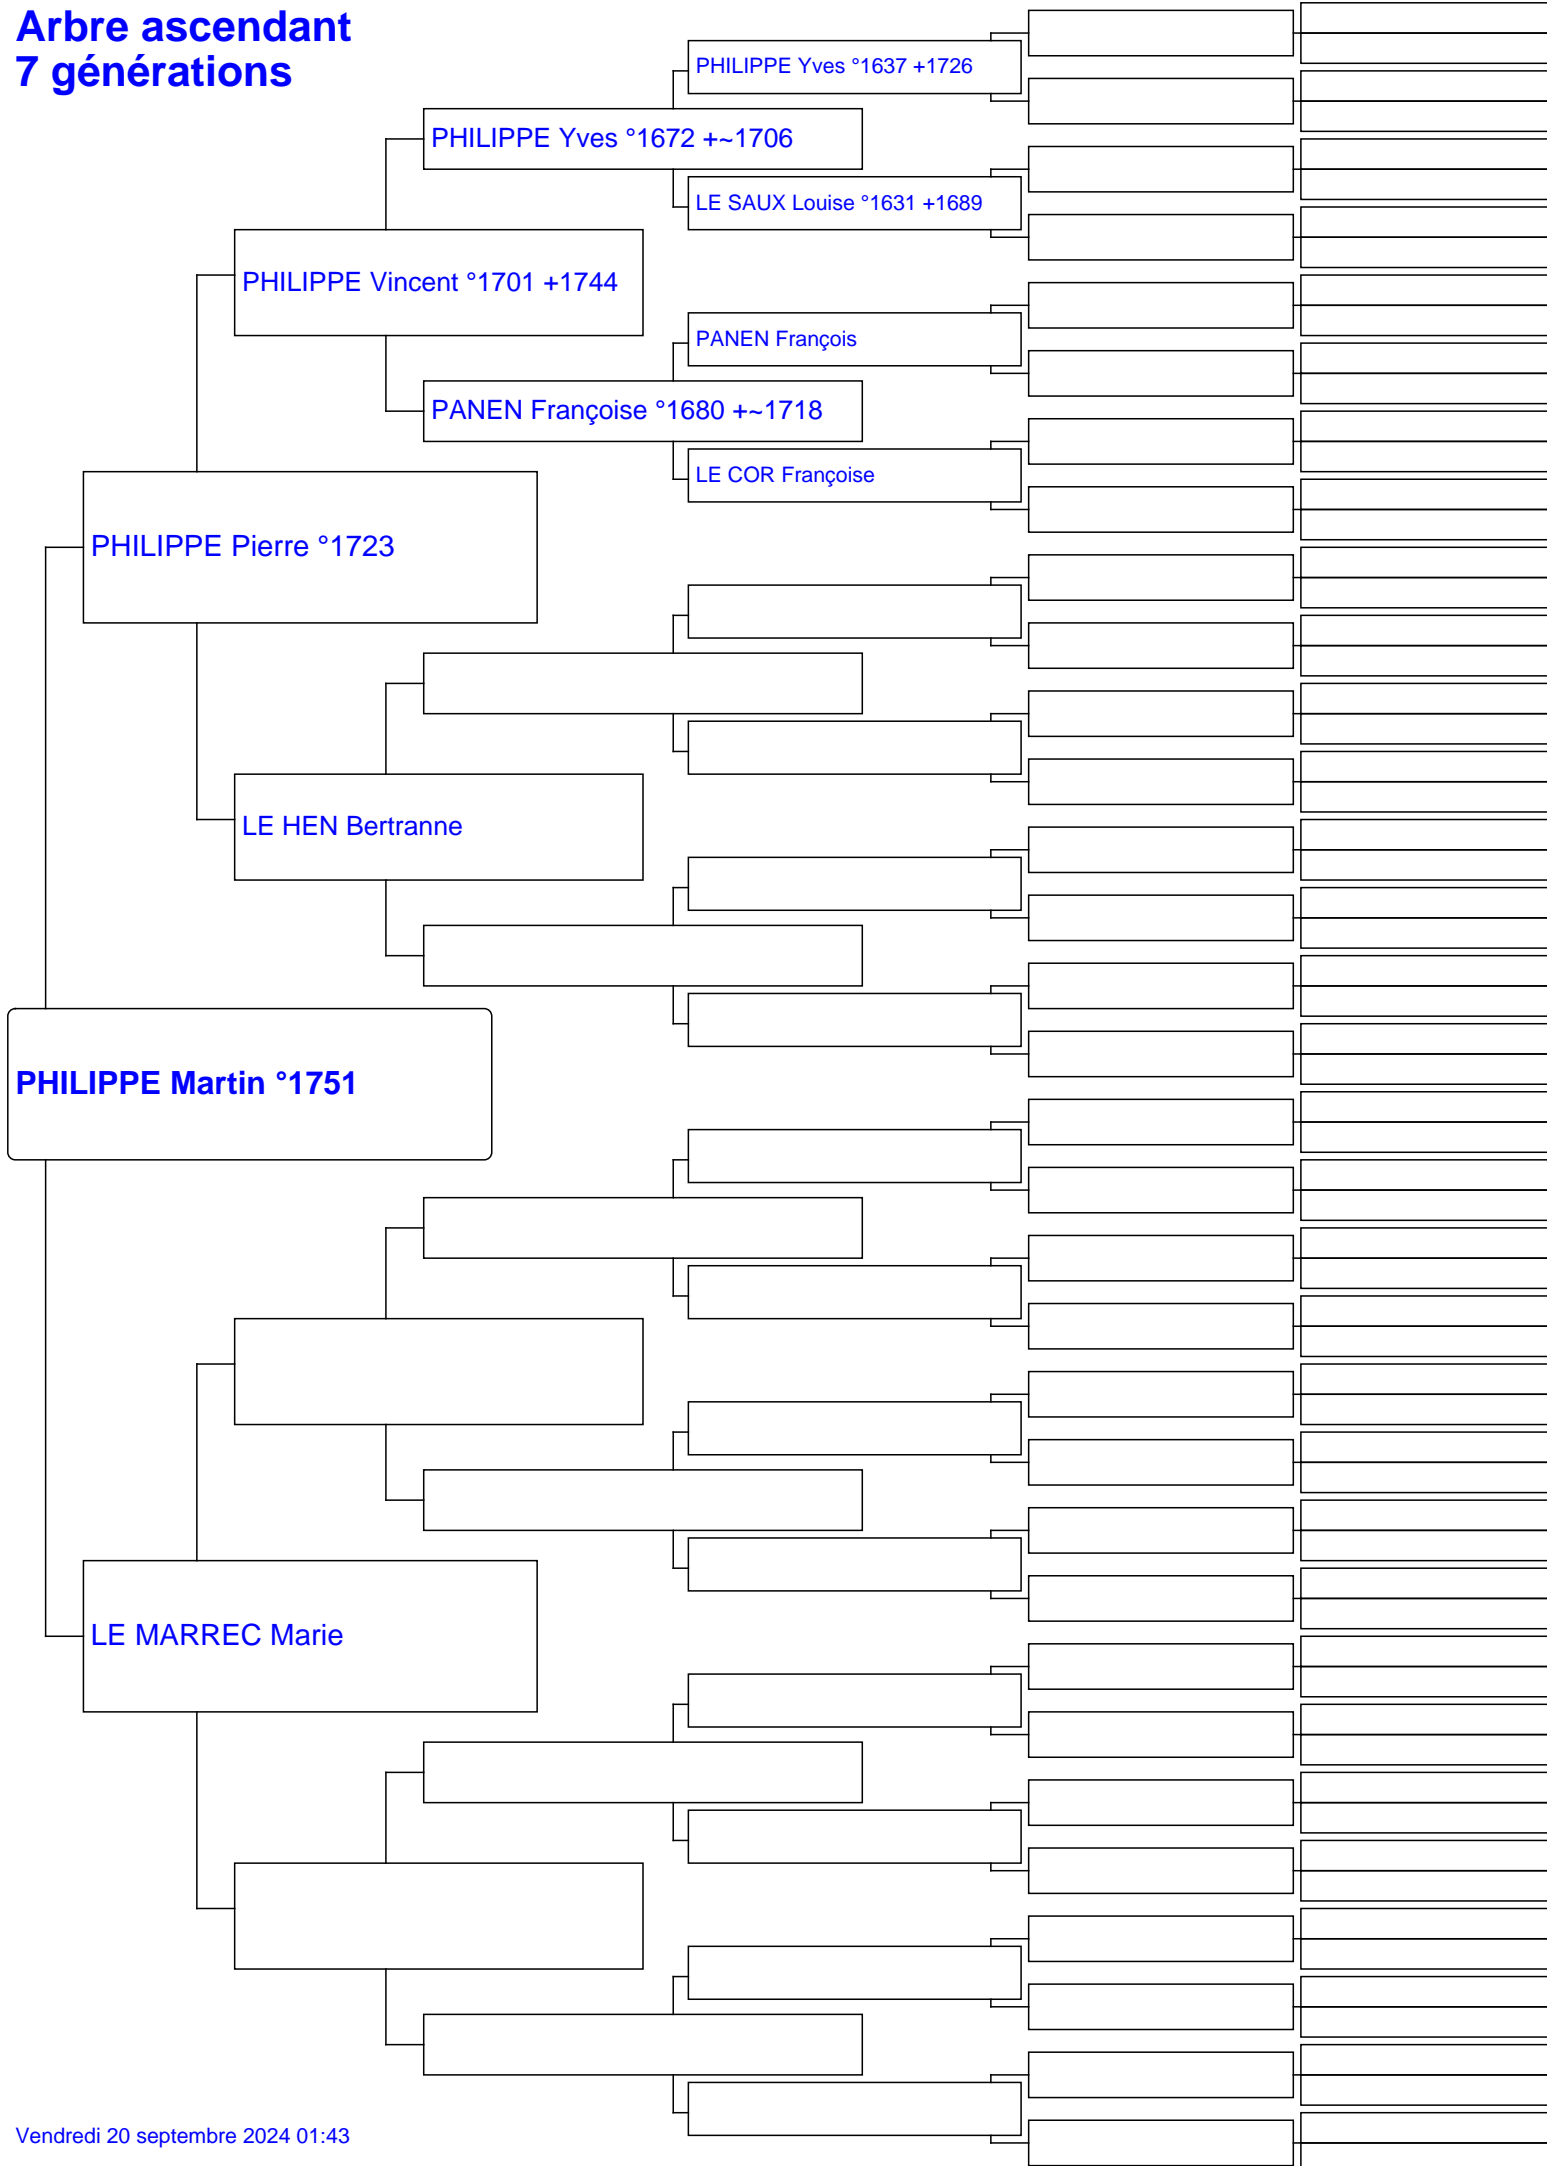 Arbre ascendant
7 générations
PHILIPPE Yves °1637 +1726
PHILIPPE Yves °1672 +~1706
LE SAUX Louise °1631 +1689
PHILIPPE Vincent °1701 +1744
PANEN François
PANEN Françoise °1680 +~1718
LE COR Françoise
PHILIPPE Pierre °1723
LE HEN Bertranne
PHILIPPE Martin °1751
LE MARREC Marie
Vendredi 20 septembre 2024 01:43